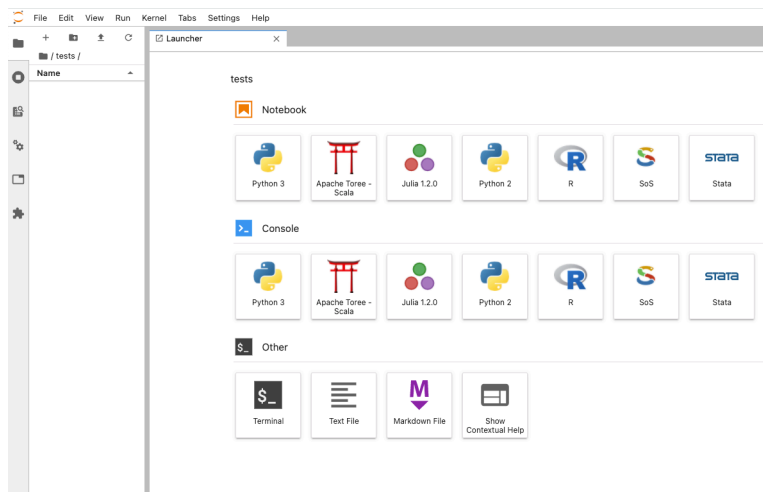 File Edit View Run Kernel Tabs Settings Help
Launcher
/ tests /
Name
tests
Notebook
Python 3
Apache Toree -
Scala
Julia 1.2.0
Python 2
R
SoS
Stata
Console
Python 3
Apache Toree -
Scala
Julia 1.2.0
Python 2
R
SoS
Stata
Other
$_
Terminal
Text File
M
Markdown File
Show
Contextual Help